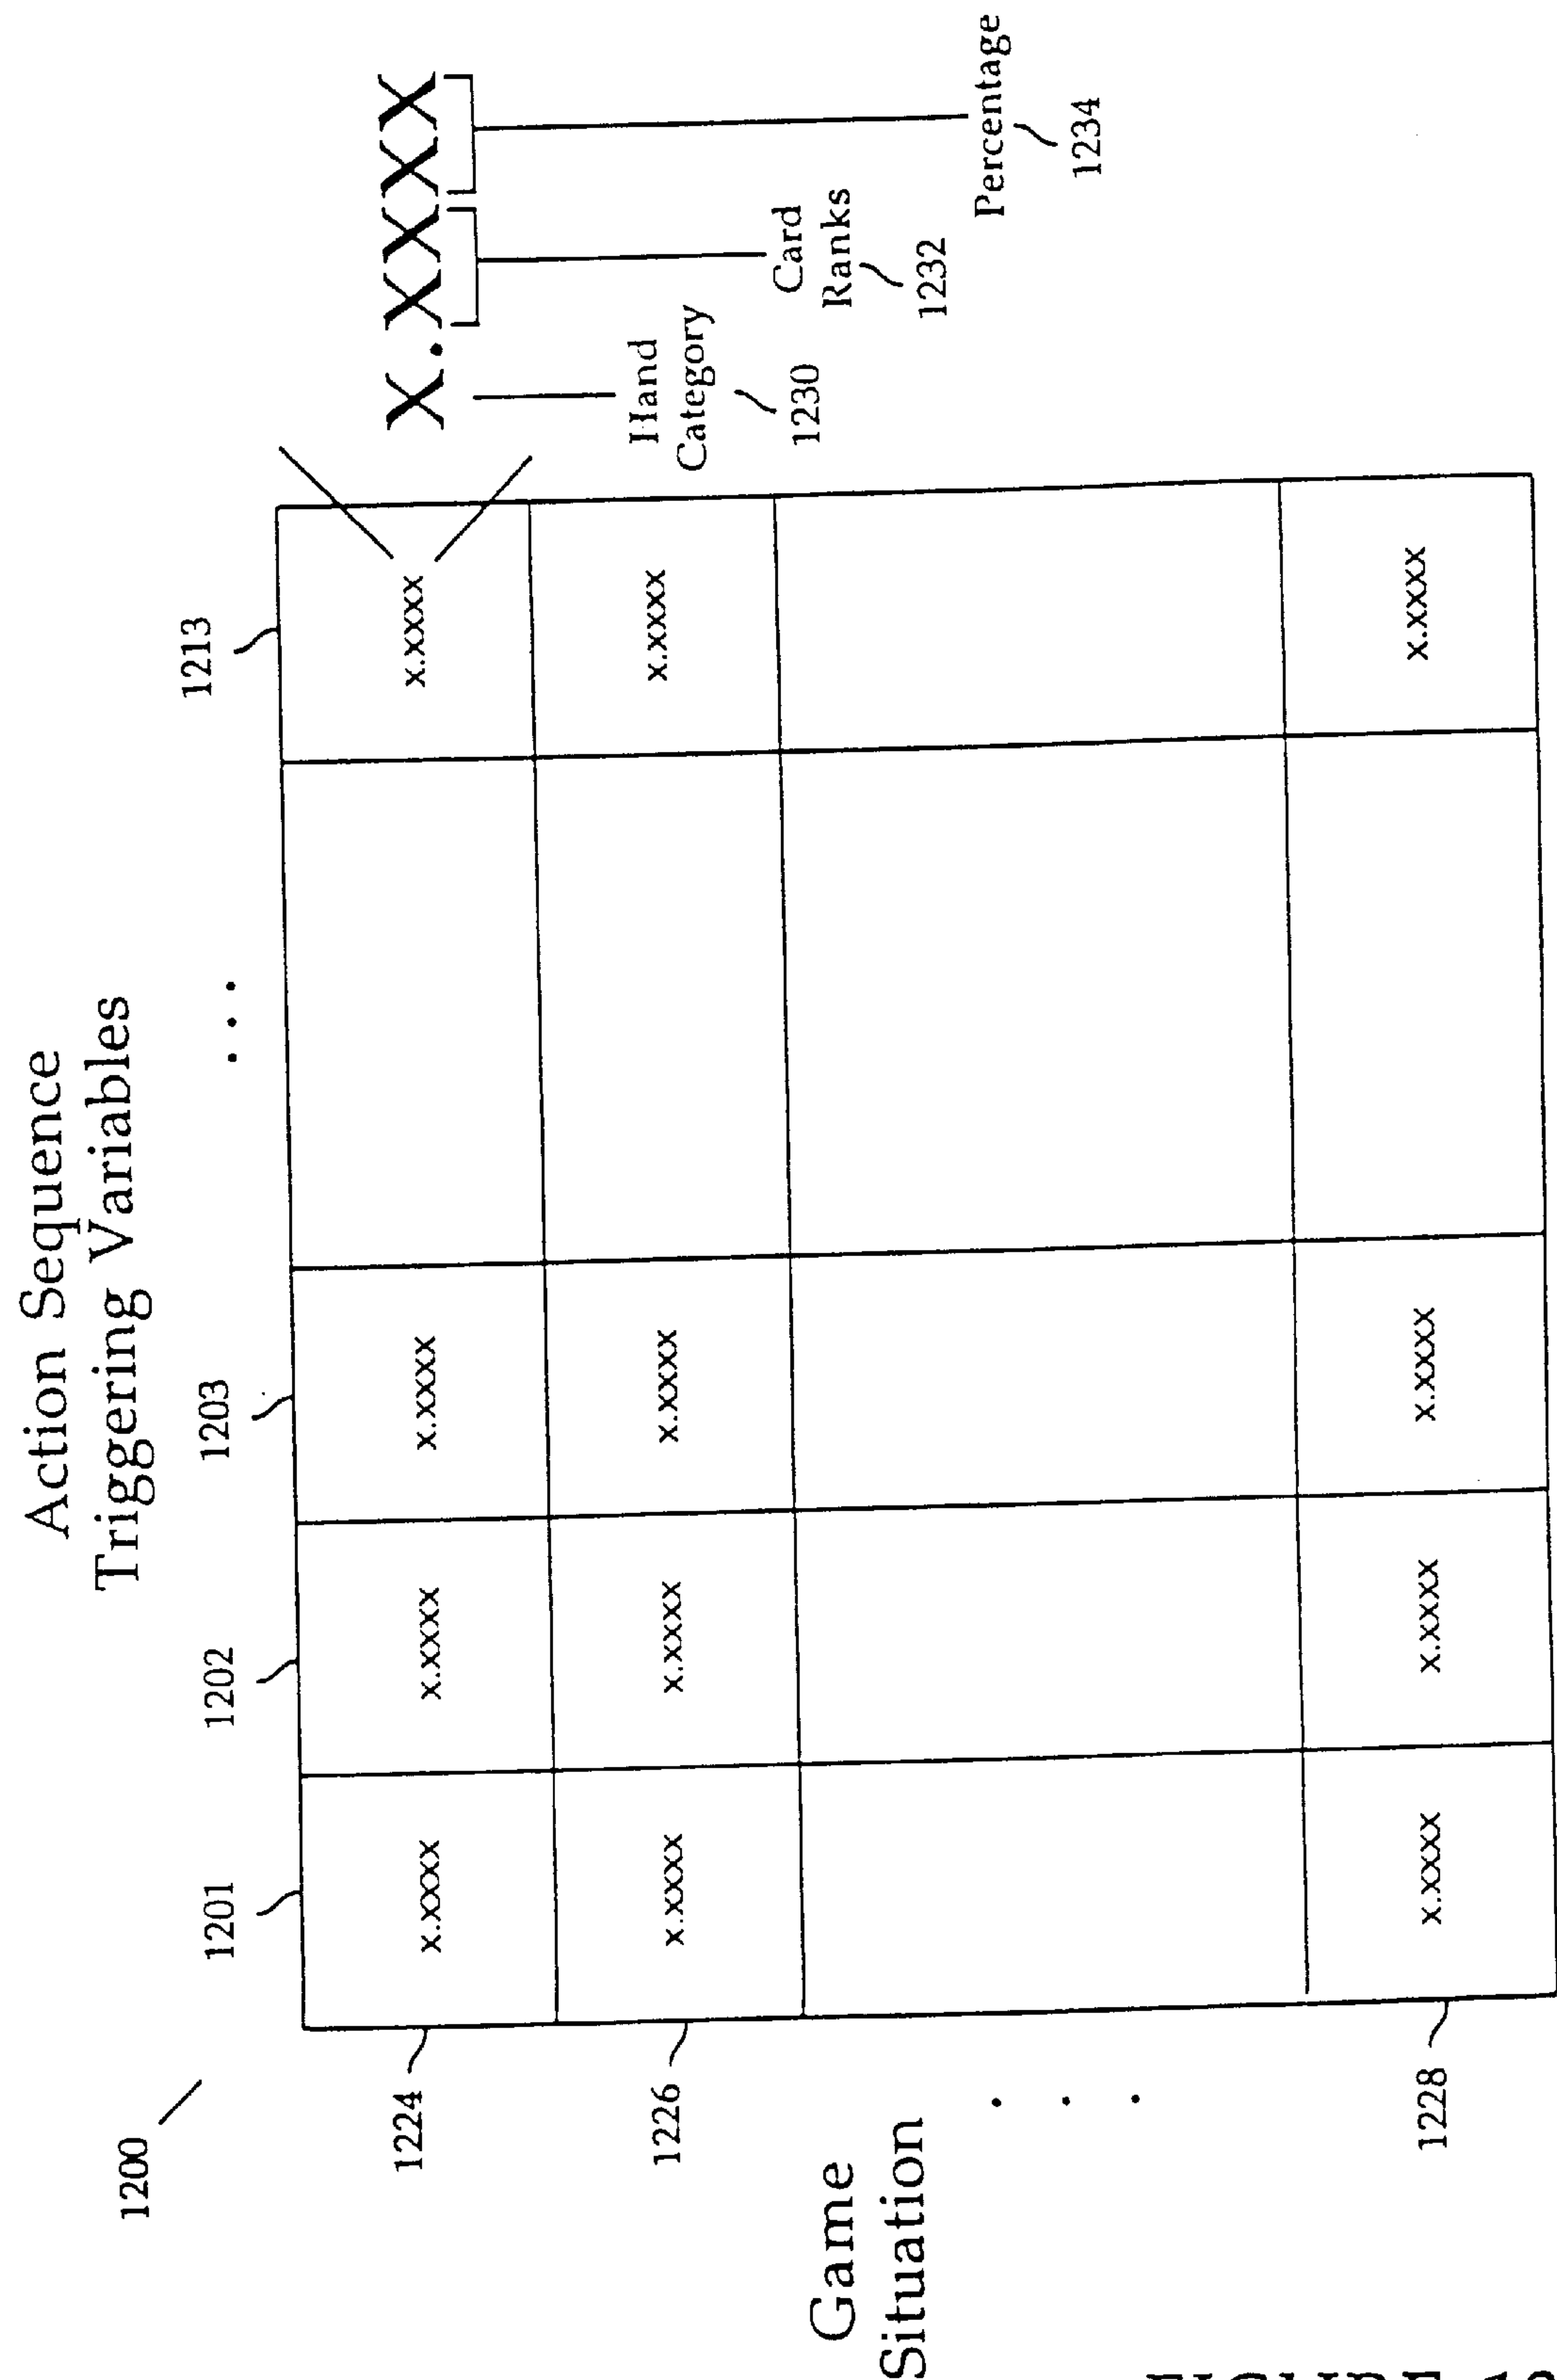 Action Sequence
Triggering Variables
1200
1201
1202
1203
. . .
1213
1224
x.xxxx
x.xxxx
x.xxxx
x.xxxx
X.XXXX
1226
x.xxxx
x.xxxx
x.xxxx
x.xxxx
Hand
Category
1230
Card
Ranks
1232
Percentage
1234
Game
Situation
. . .
1228
x.xxxx
x.xxxx
x.xxxx
x.xxxx